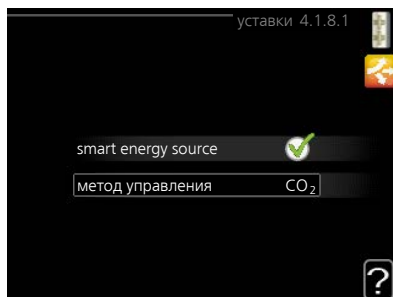 уставки 4.1.8.1
smart energy source
метод управления CO₂
?